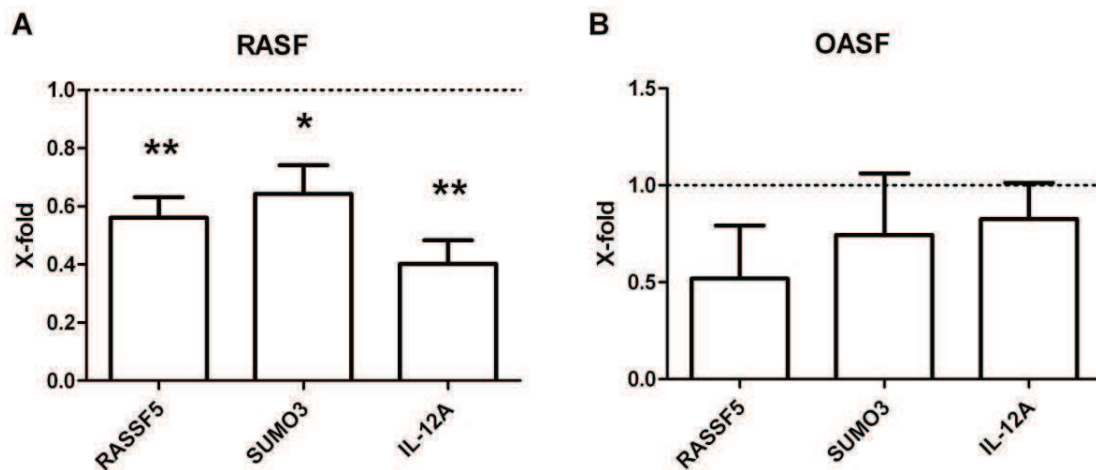 A
RASF
X-fold
1.0
0.8
0.6
0.4
0.2
0.0
**
*
**
RASSF5
SUMO3
IL-12A
B
OASF
X-fold
1.5
1.0
0.5
0.0
RASSF5
SUMO3
IL-12A